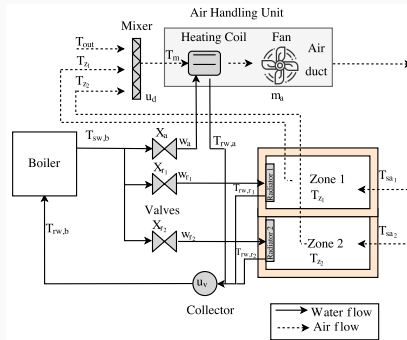 Air Handling Unit
Mixer
Heating Coil
Fan
Air
duct
T_out
T_z1
T_z2
T_m
u_d
m_a
T_sw,b
X_a
w_a
T_rw,a
Boiler
X_r1
w_r1
T_rw,r1
Radiator 1
Zone 1
T_z1
T_sa1
Valves
X_r2
w_r2
T_rw,r2
Radiator 2
Zone 2
T_z2
T_sa2
T_rw,b
u_v
Collector
Water flow
Air flow